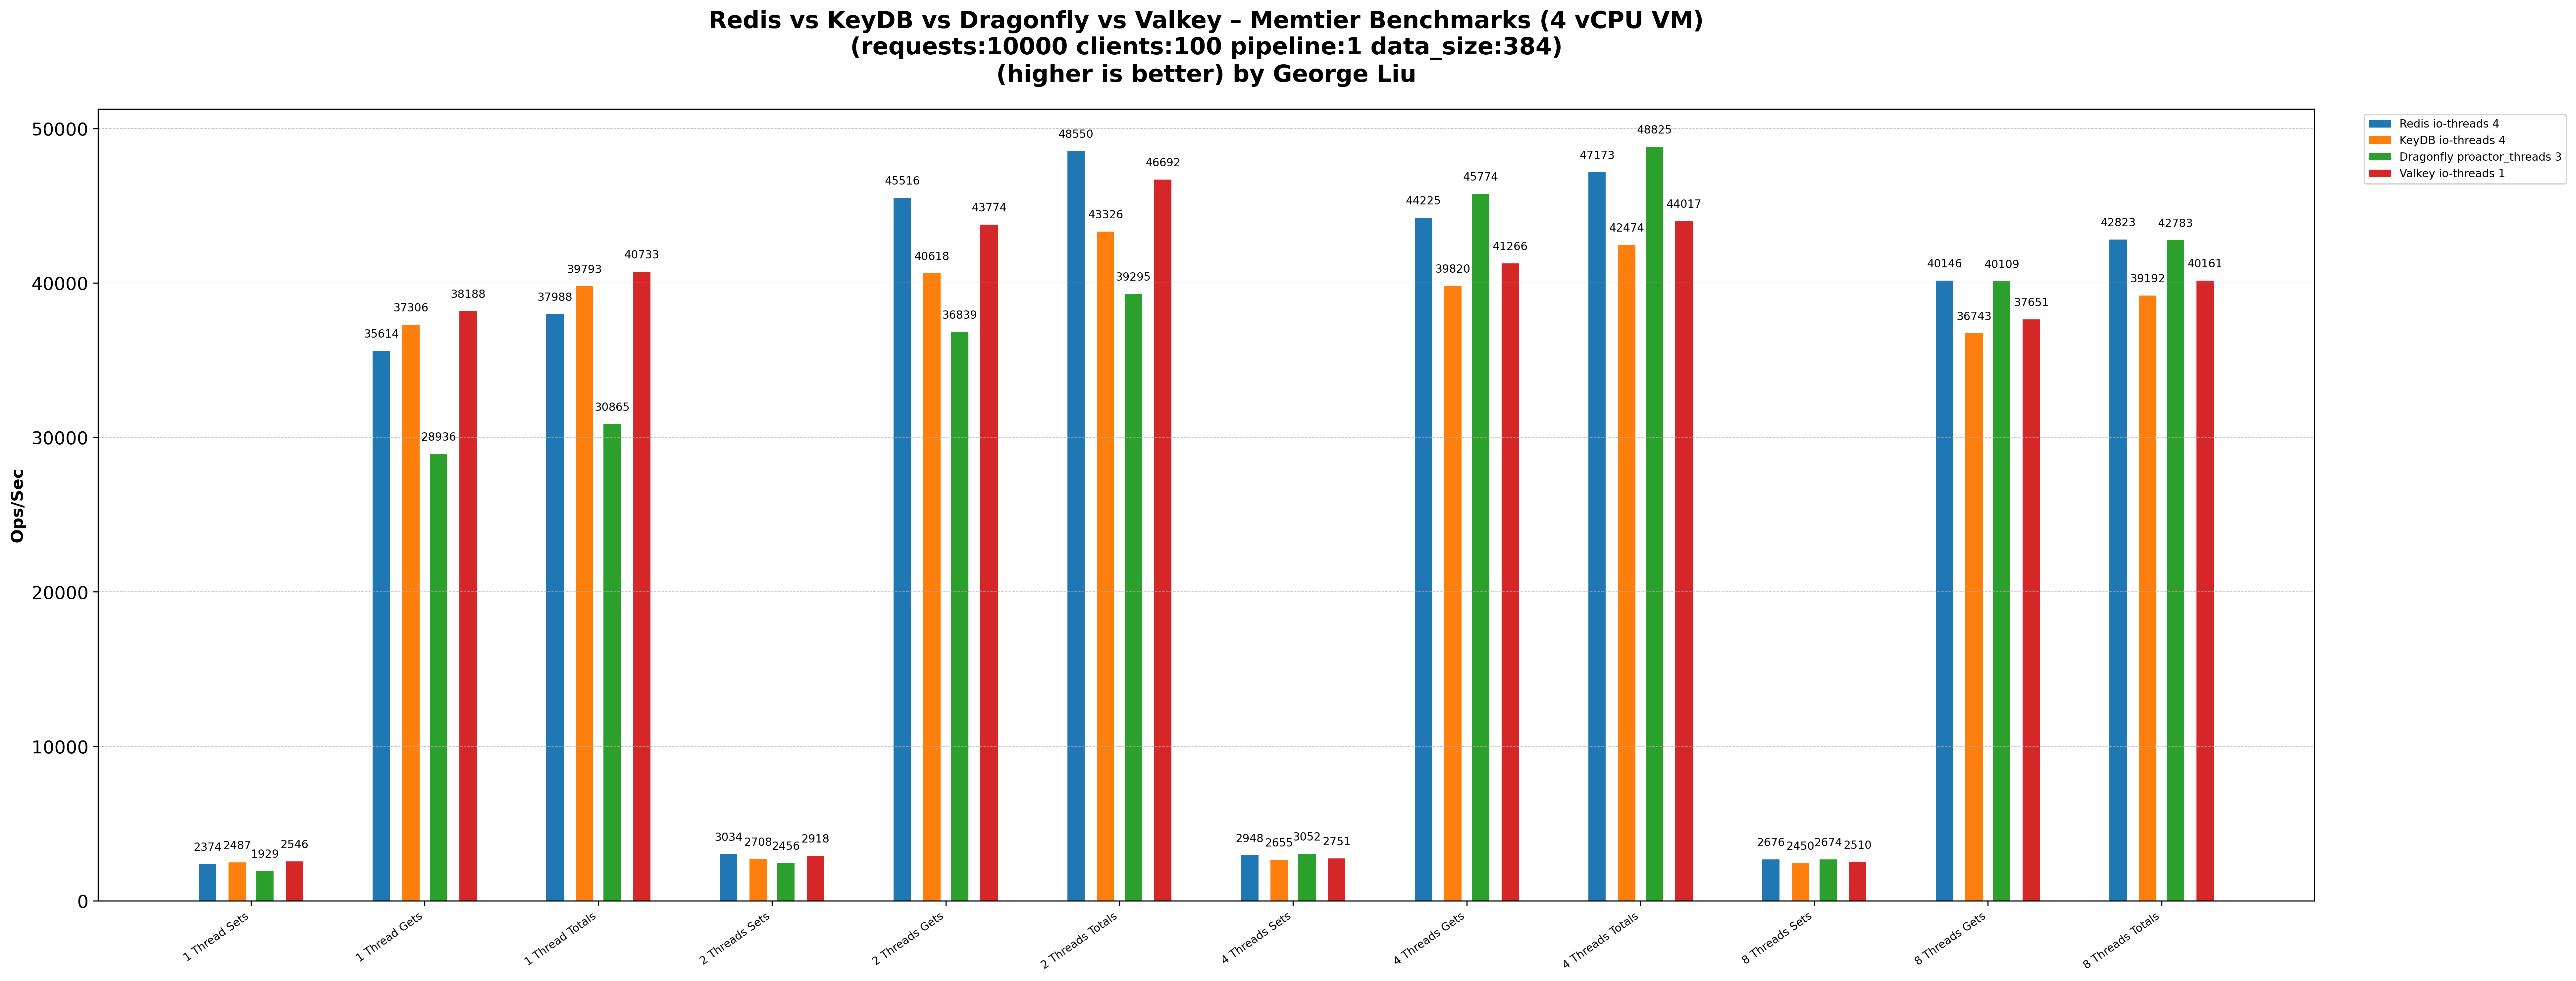 Redis vs KeyDB vs Dragonfly vs Valkey – Memtier Benchmarks (4 vCPU VM)
(requests:10000 clients:100 pipeline:1 data_size:384)
(higher is better) by George Liu
Redis io-threads 4
KeyDB io-threads 4
Dragonfly proactor_threads 3
Valkey io-threads 1
Ops/Sec
50000
40000
30000
20000
10000
0
2374 2487 1929 2546
35614 37306 28936 38188
37988 39793 30865 40733
3034 2708 2456 2918
45516 40618 36839 43774
48550 43326 39295 46692
2948 2655 3052 2751
44225 39820 45774 41266
47173 42474 48825 44017
2676 2450 2674 2510
40146 36743 40109 37651
42823 39192 42783 40161
1 Thread Sets
1 Thread Gets
1 Thread Totals
2 Threads Sets
2 Threads Gets
2 Threads Totals
4 Threads Sets
4 Threads Gets
4 Threads Totals
8 Threads Sets
8 Threads Gets
8 Threads Totals